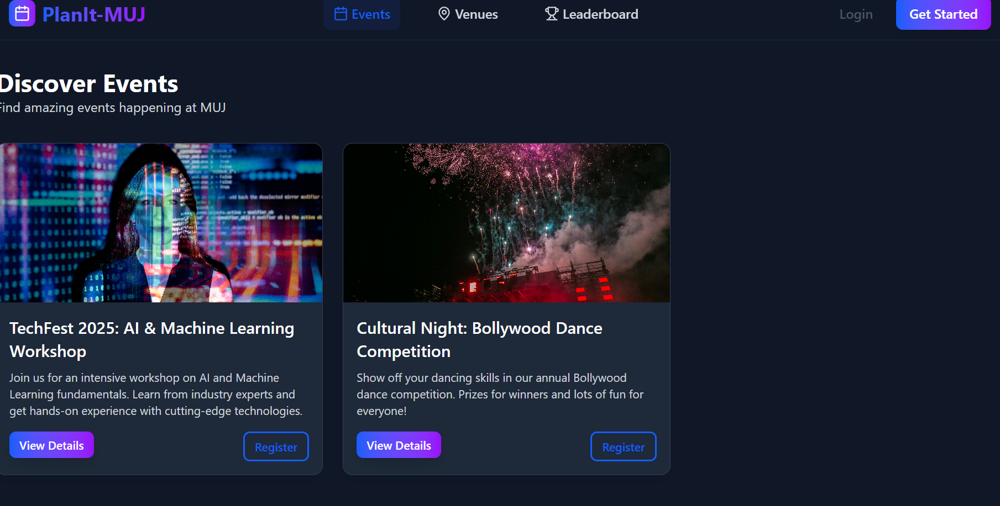 PlanIt-MUJ
Events
Venues
Leaderboard
Login
Get Started
Discover Events
Find amazing events happening at MUJ
TechFest 2025: AI & Machine Learning
Workshop
Join us for an intensive workshop on AI and Machine
Learning fundamentals. Learn from industry experts and
get hands-on experience with cutting-edge technologies.
View Details
Register
Cultural Night: Bollywood Dance
Competition
Show off your dancing skills in our annual Bollywood
dance competition. Prizes for winners and lots of fun for
everyone!
View Details
Register